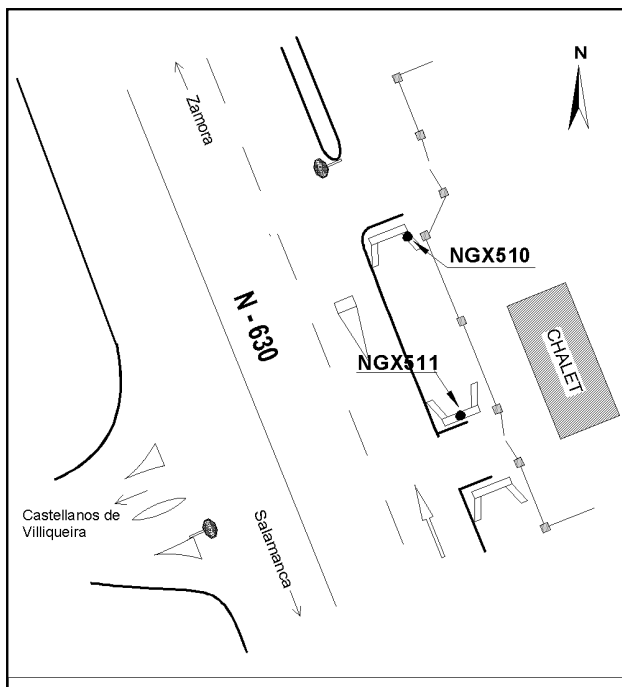 N
Zamora
NGX510
N - 630
CHALET
NGX511
Castellanos de
Villiqueira
Salamanca